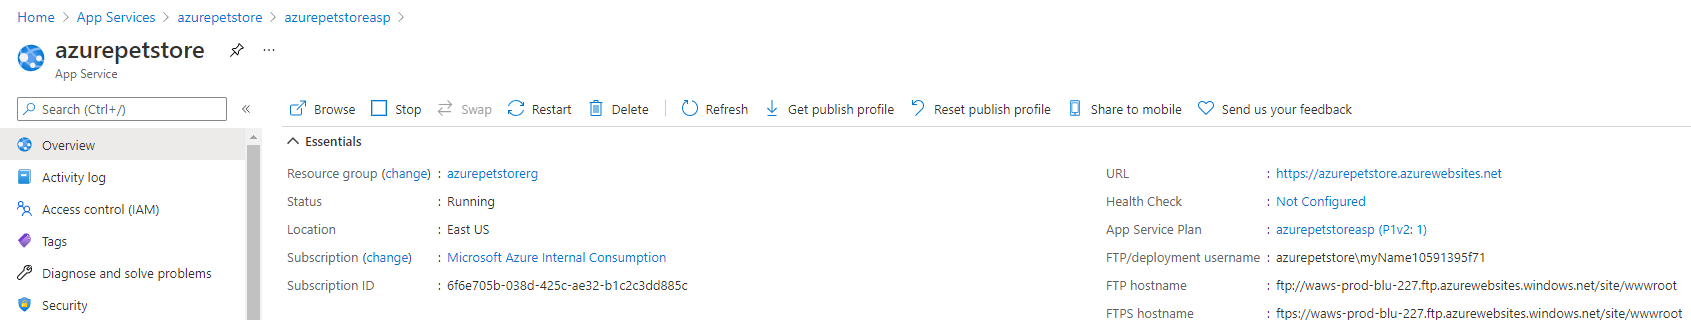 Home > App Services > azurepetstore > azurepetstoreasp >
azurepetstore
App Service
Search (Ctrl+/)
Browse Stop Swap Restart Delete Refresh Get publish profile Reset publish profile Share to mobile Send us your feedback
Overview
Activity log
Access control (IAM)
Tags
Diagnose and solve problems
Security
Essentials
Resource group (change) : azurepetstorerg
Status : Running
Location : East US
Subscription (change) : Microsoft Azure Internal Consumption
Subscription ID : 6f6e705b-038d-425c-ae32-b1c2c3dd885c
URL : https://azurepetstore.azurewebsites.net
Health Check : Not Configured
App Service Plan : azurepetstoreasp (P1v2: 1)
FTP/deployment username : azurepetstore\myName10591395f71
FTP hostname : ftp://waws-prod-blu-227.ftp.azurewebsites.windows.net/site/wwwroot
FTPS hostname : ftps://waws-prod-blu-227.ftp.azurewebsites.windows.net/site/wwwroot